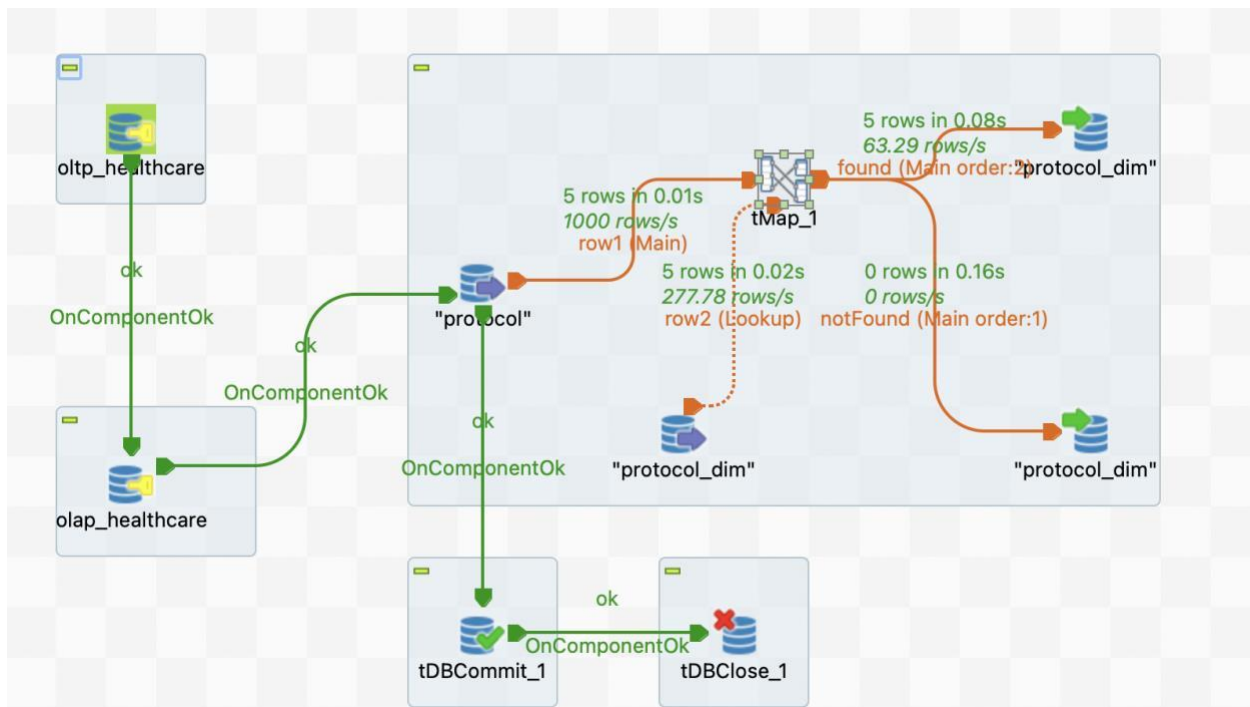 oltp_healthcare
ok
OnComponentOk
olap_healthcare
ok
OnComponentOk
"protocol"
5 rows in 0.01s
1000 rows/s
row1 (Main)
tMap_1
5 rows in 0.08s
63.29 rows/s
found (Main order:2)
"protocol_dim"
5 rows in 0.02s
277.78 rows/s
row2 (Lookup)
0 rows in 0.16s
0 rows/s
notFound (Main order:1)
"protocol_dim"
"protocol_dim"
ok
OnComponentOk
tDBCommit_1
ok
OnComponentOk
tDBClose_1